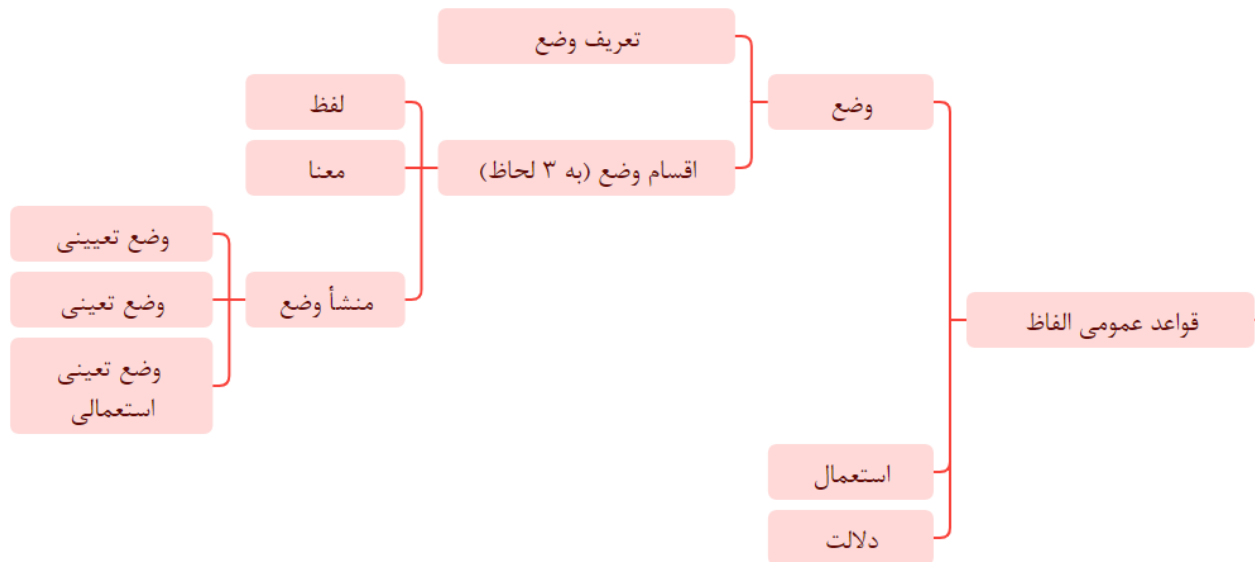 قواعد عمومی الفاظ
وضع
تعریف وضع
اقسام وضع (به ۳ لحاظ)
لفظ
معنا
منشأ وضع
وضع تعیینی
وضع تعینی
وضع تعینی
استعمالی
استعمال
دلالت